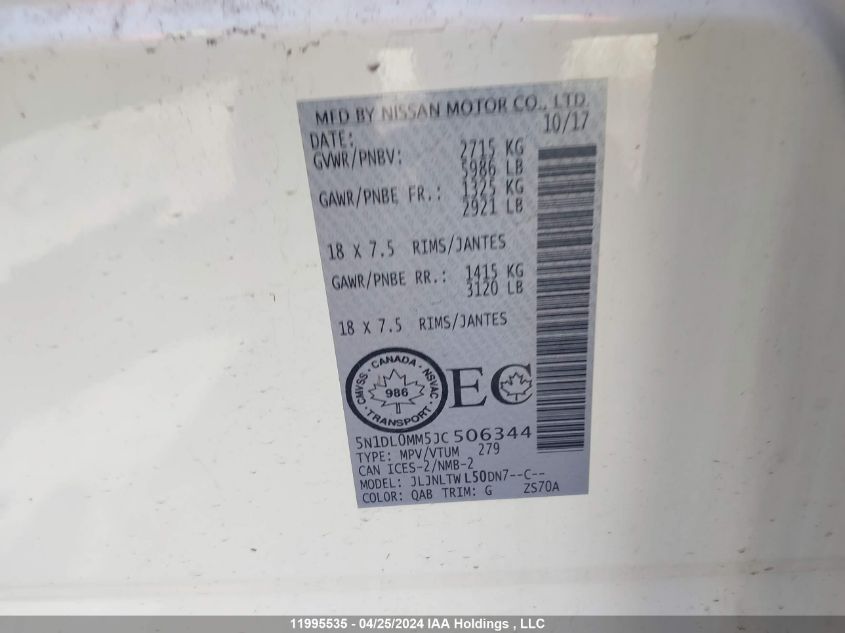 MFD BY NISSAN MOTOR CO., LTD.
DATE: 10/17
GVWR/PNBV: 2715 KG
5986 LB
GAWR/PNBE FR.: 1325 KG
2921 LB
18 X 7.5 RIMS/JANTES
GAWR/PNBE RR.: 1415 KG
3120 LB
18 X 7.5 RIMS/JANTES
CANADA
CMVSS
NSVAC
986
TRANSPORT
EC
5N1DL0MM5JC506344
TYPE: MPV/VTUM 279
CAN ICES-2/NMB-2
MODEL: JLJNLTWL50DN7--C--
COLOR: QAB TRIM: G ZS70A
11995535 - 04/25/2024 IAA Holdings , LLC